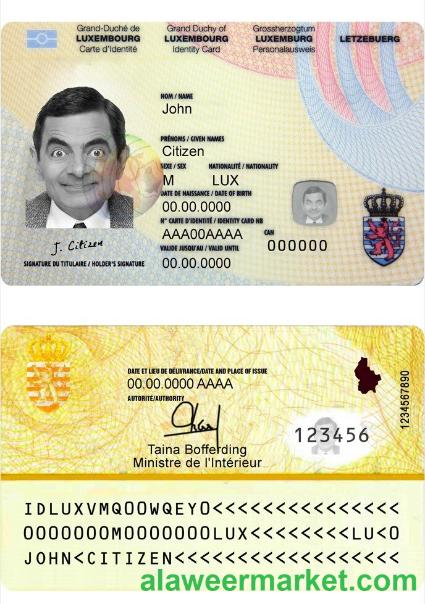 Grand-Duché de
LUXEMBOURG
Carte d'Identité
Grand Duchy of
LUXEMBOURG
Identity Card
Grossherzogtum
LUXEMBURG
Personalausweis
LETZEBUERG
NOM / NAME
John
PRÉNOMS / GIVEN NAMES
Citizen
SEXE / SEX NATIONALITÉ / NATIONALITY
M LUX
DATE DE NAISSANCE / DATE OF BIRTH
00.00.0000
N° CARTE D'IDENTITÉ / IDENTITY CARD NB CAN
AAA00AAAA 000000
VALIDE JUSQU'AU / VALID UNTIL
00.00.0000
J. Citizen
SIGNATURE DU TITULAIRE / HOLDER'S SIGNATURE
DATE ET LIEU DE DÉLIVRANCE/DATE AND PLACE OF ISSUE
00.00.0000 AAAA
AUTORITÉ/AUTHORITY
Taina Bofferding
Ministre de l'Intérieur
123456
1234567890
IDLUXVMQ00WQEY0<<<<<<<<<<<<<<<
0000000M0000000LUX<<<<<<<<LU<0
JOHN<CITIZEN<<<<<<<<<<<<<<<<<<
alaweermarket.com